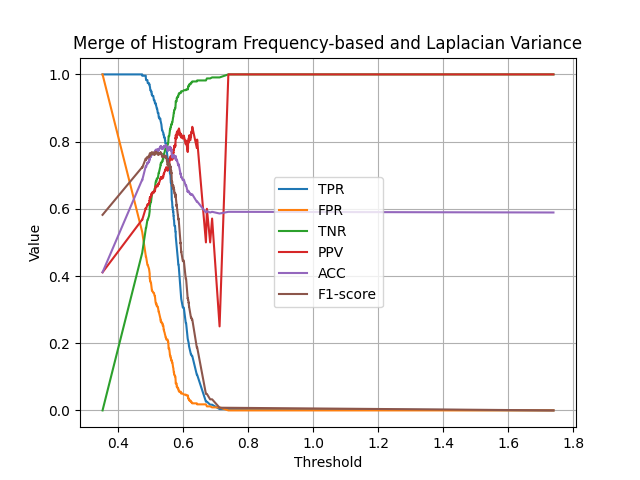 Merge of Histogram Frequency-based and Laplacian Variance
1.0
0.8
0.6
0.4
0.2
0.0
Value
TPR
FPR
TNR
PPV
ACC
F1-score
0.4 0.6 0.8 1.0 1.2 1.4 1.6 1.8
Threshold